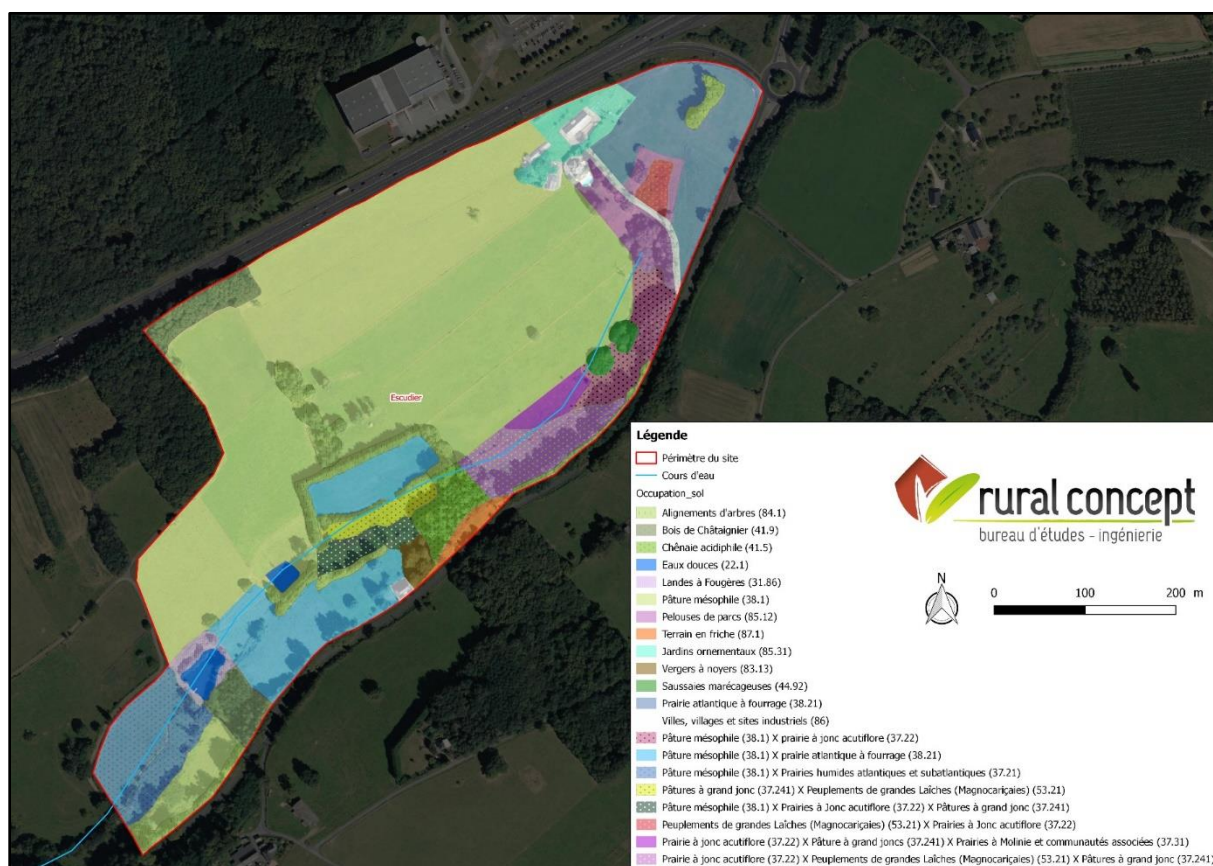 Escudier
Légende
Périmètre du site
Cours d'eau
Occupation_sol
Alignements d'arbres (84.1)
Bois de Châtaignier (41.9)
Chênaie acidiphile (41.5)
Eaux douces (22.1)
Landes à Fougères (31.86)
Pâture mésophile (38.1)
Pelouses de parcs (85.12)
Terrain en friche (87.1)
Jardins ornementaux (85.31)
Vergers à noyers (83.13)
Saussaies marécageuses (44.92)
Prairie atlantique à fourrage (38.21)
Villes, villages et sites industriels (86)
Pâture mésophile (38.1) X prairie à jonc acutiflore (37.22)
Pâture mésophile (38.1) X prairie atlantique à fourrage (38.21)
Pâture mésophile (38.1) X Prairies humides atlantiques et subatlantiques (37.21)
Pâtures à grand jonc (37.241) X Peuplements de grandes Laîches (Magnocariçaies) (53.21)
Pâture mésophile (38.1) X Prairies à Jonc acutiflore (37.22) X Pâtures à grand jonc (37.241)
Peuplements de grandes Laîches (Magnocariçaies) (53.21) X Prairies à Jonc acutiflore (37.22)
Prairie à jonc acutiflore (37.22) X Pâture à grand joncs (37.241) X Prairies à Molinie et communautés associées (37.31)
Prairie à jonc acutiflore (37.22) X Peuplements de grandes Laîches (Magnocariçaies) (53.21) X Pâtures à grand jonc (37.241)
rural concept
bureau d'études - ingénierie
N
0 100 200 m